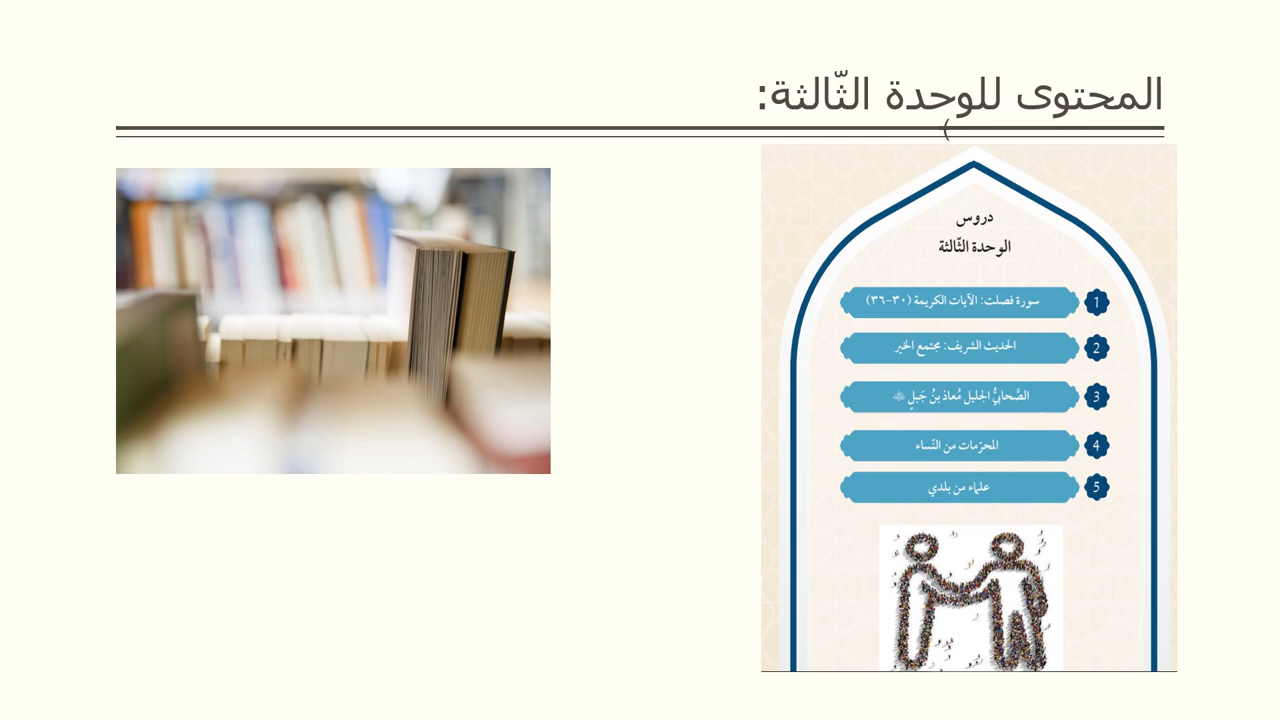 المحتوى للوحدة الثّالثة:
(
دروس
الوحدة الثّالثة
1 سورة فصلت: الآيات الكريمة (٣٠-٣٦)
2 الحديث الشريف: مجتمع الخير
3 الصَّحابيُّ الجليل مُعاذ بنُ جَبلٍ ﷺ
4 المحرّمات من النّساء
5 علماء من بلدي